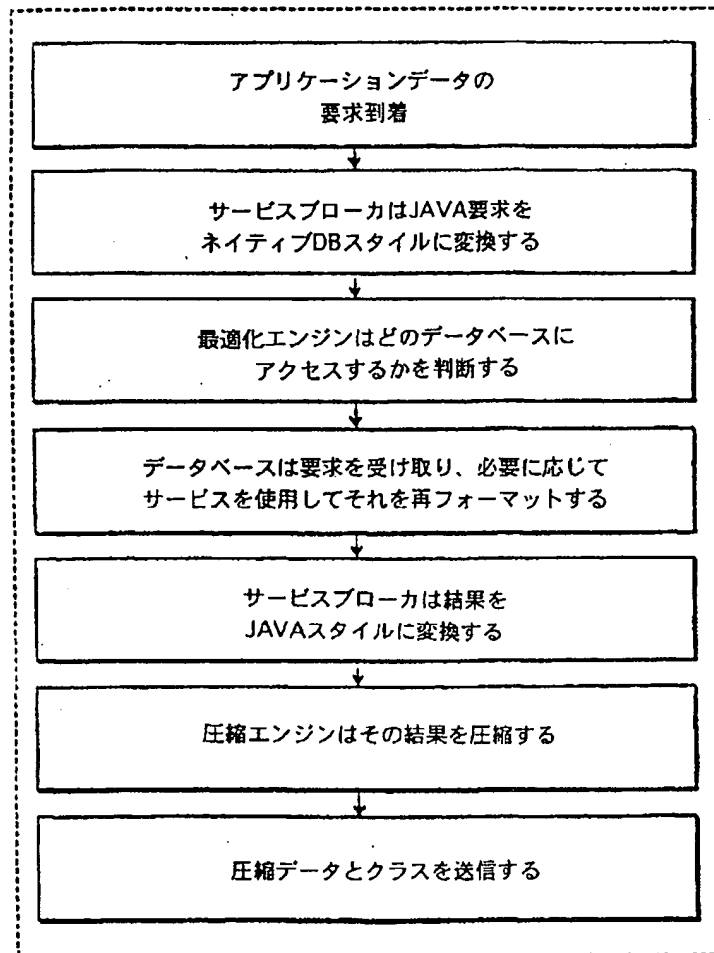 アプリケーションデータの
要求到着
サービスブローカはJAVA要求を
ネイティブDBスタイルに変換する
最適化エンジンはどのデータベースに
アクセスするかを判断する
データベースは要求を受け取り、必要に応じて
サービスを使用してそれを再フォーマットする
サービスブローカは結果を
JAVAスタイルに変換する
圧縮エンジンはその結果を圧縮する
圧縮データとクラスを送信する